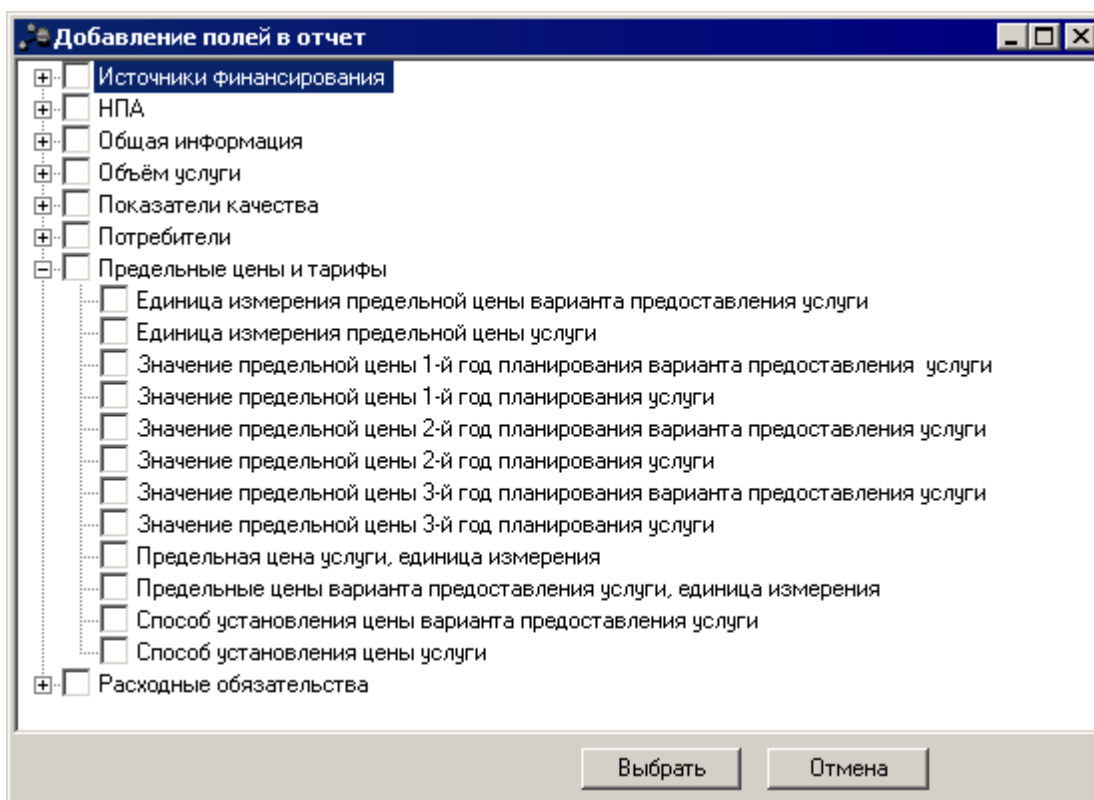 Добавление полей в отчет
Источники финансирования
НПА
Общая информация
Объём услуги
Показатели качества
Потребители
Предельные цены и тарифы
Единица измерения предельной цены варианта предоставления услуги
Единица измерения предельной цены услуги
Значение предельной цены 1-й год планирования варианта предоставления  услуги
Значение предельной цены 1-й год планирования услуги
Значение предельной цены 2-й год планирования варианта предоставления услуги
Значение предельной цены 2-й год планирования услуги
Значение предельной цены 3-й год планирования варианта предоставления услуги
Значение предельной цены 3-й год планирования услуги
Предельная цена услуги, единица измерения
Предельные цены варианта предоставления услуги, единица измерения
Способ установления цены варианта предоставления услуги
Способ установления цены услуги
Расходные обязательства
Выбрать Отмена